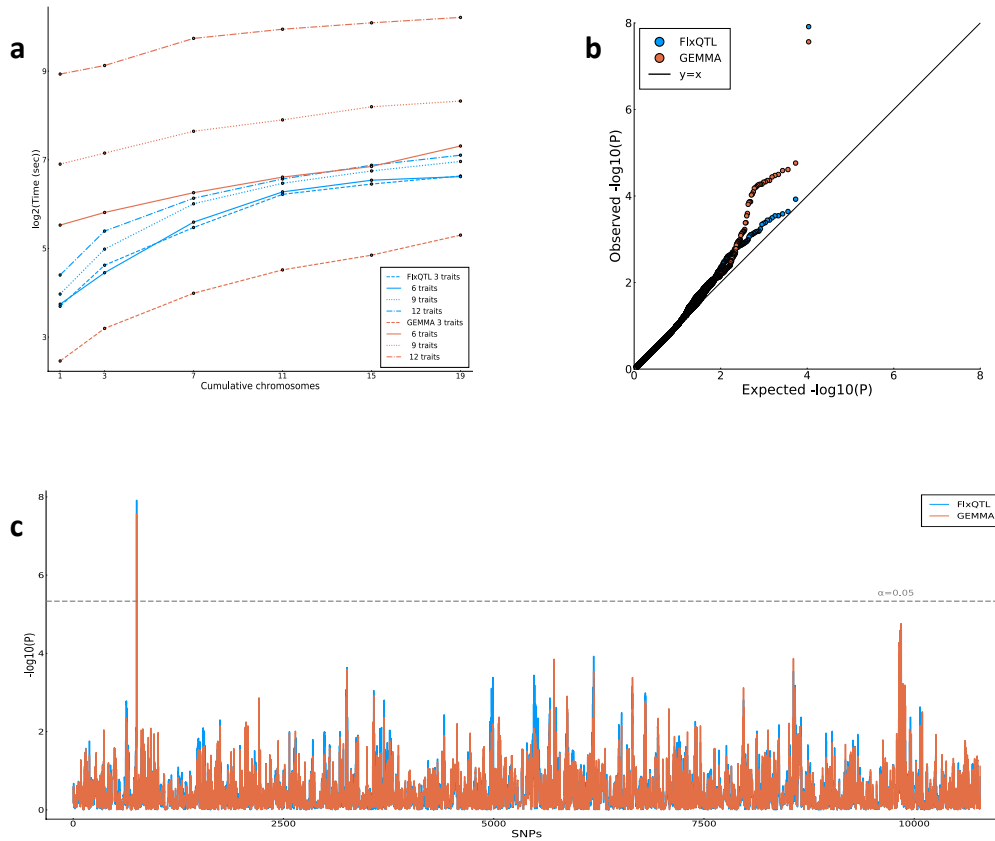 a
log2(Time (sec))
9
7
5
3
FlxQTL 3 traits
6 traits
9 traits
12 traits
GEMMA 3 traits
6 traits
9 traits
12 traits
1 3 7 11 15 19
Cumulative chromosomes
b
Observed -log10(P)
8
6
4
2
0
FlxQTL
GEMMA
y=x
0 2 4 6 8
Expected -log10(P)
c
-log10(P)
8
6
4
2
0
FlxQTL
GEMMA
α=0.05
0 2500 5000 7500 10000
SNPs